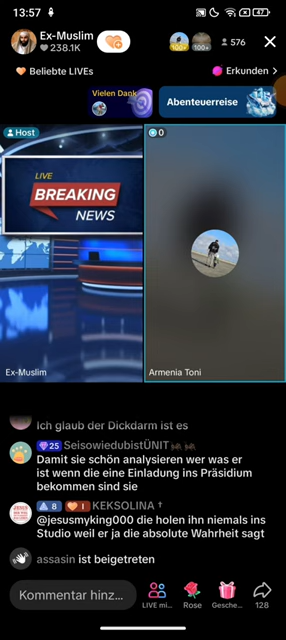 13:57
47
Ex-Muslim
238.1K
100+
100+
576
Beliebte LIVEs
Erkunden >
Vielen Dank
Abenteuerreise
Host
LIVE
BREAKING
NEWS
0
Ex-Muslim
Armenia Toni
Ich glaub der Dickdarm ist es
25 SeisowiedubistÜNIT
Damit sie schön analysieren wer was er
ist wenn die eine Einladung ins Präsidium
bekommen sind sie
8 1 KEKSOLINA †
@jesusmyking000 die holen ihn niemals ins
Studio weil er ja die absolute Wahrheit sagt
assasin ist beigetreten
Kommentar hinz...
LIVE mi...
Rose
Gesche...
128